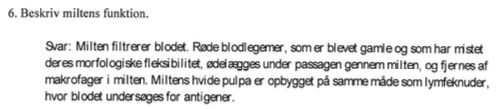 6. Beskriv miltens funktion.
Svar: Milten filtrerer blodet. Røde blodlegemer, som er blevet gamle og som har mistet
deres morfologiske fleksibilitet, ødelægges under passagen gennem milten, og fjernes af
makrofager i milten. Miltens hvide pulpa er opbygget på samme måde som lymfeknuder,
hvor blodet undersøges for antigener.